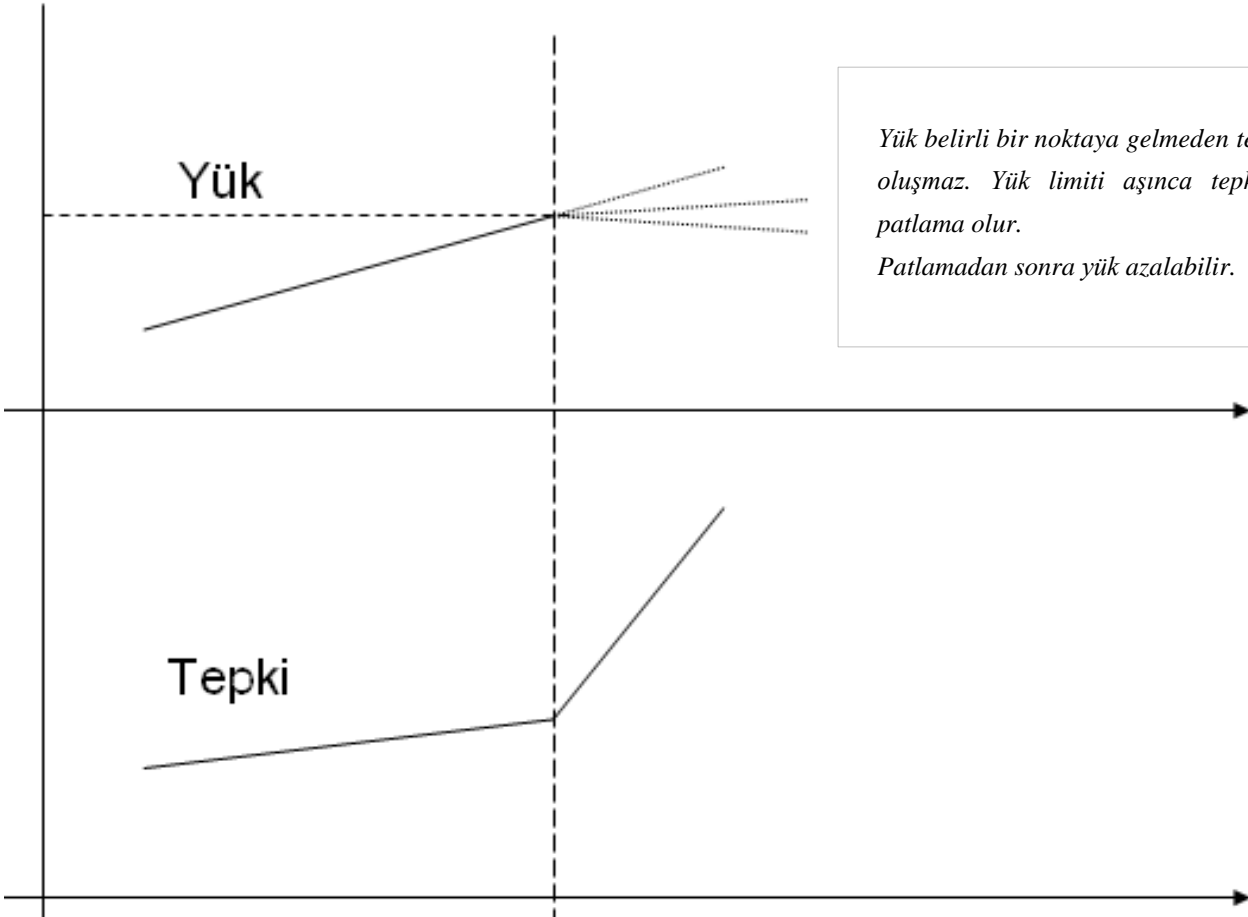 Yük
Yük belirli bir noktaya gelmeden
oluşmaz. Yük limiti aşınca
patlama olur.
Patlamadan sonra yük azalabilir.
Tepki